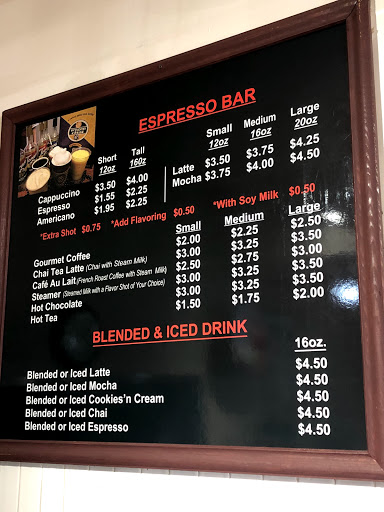 ESPRESSO BAR
Short Tall
12oz 16oz
Cappuccino $3.50 $4.00
Espresso $1.55 $2.25
Americano $1.95 $2.25
Small Medium Large
12oz 16oz 20oz
Latte $3.50 $3.75 $4.25
Mocha $3.75 $4.00 $4.50
*Extra Shot $0.75 *Add Flavoring $0.50 *With Soy Milk $0.50
Small Medium Large
Gourmet Coffee $2.00 $2.25 $2.50
Chai Tea Latte (Chai with Steam Milk) $3.00 $3.25 $3.50
Café Au Lait (French Roast Coffee with Steam Milk) $2.50 $2.75 $3.00
Steamer (Steamed Milk with a Flavor Shot of Your Choice) $3.00 $3.25 $3.50
Hot Chocolate $3.00 $3.25 $3.50
Hot Tea $1.50 $1.75 $2.00
BLENDED & ICED DRINK
16oz.
Blended or Iced Latte $4.50
Blended or Iced Mocha $4.50
Blended or Iced Cookies'n Cream $4.50
Blended or Iced Chai $4.50
Blended or Iced Espresso $4.50